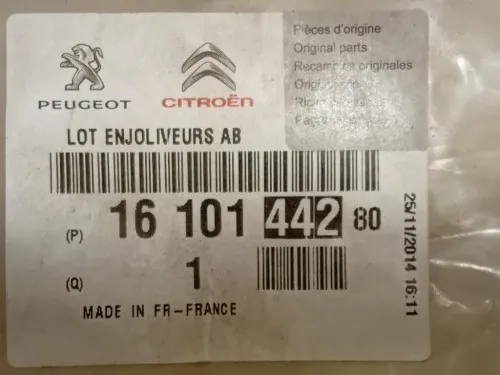 PEUGEOT
CITROËN
Pièces d'origine
Original parts
Recambios originales
LOT ENJOLIVEURS AB
(P) 16 101 442 80
(Q) 1
MADE IN FR-FRANCE
25/11/2014 16:11